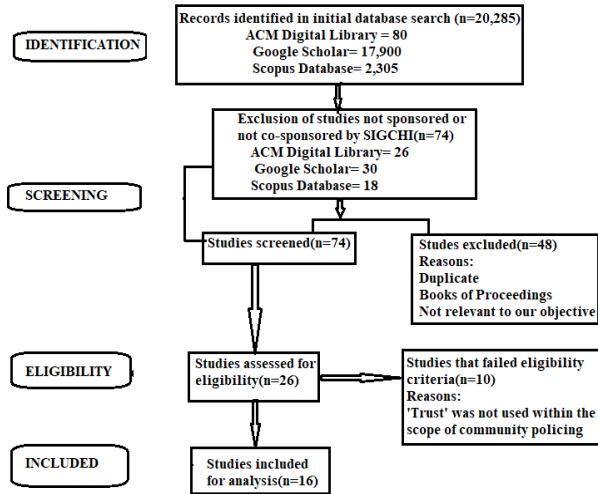 Records identified in initial database search (n=20,285)
ACM Digital Library = 80
Google Scholar= 17,900
Scopus Database= 2,305
IDENTIFICATION
Exclusion of studies not sponsored or
not co-sponsored by SIGCHI(n=74)
ACM Digital Library= 26
Google Scholar= 30
Scopus Database= 18
SCREENING
Studies screened(n=74)
Studes excluded(n=48)
Reasons:
Duplicate
Books of Proceedings
Not relevant to our objective
ELIGIBILITY
Studies assessed for
eligibility(n=26)
Studies that failed eligibility
criteria(n=10)
Reasons:
'Trust' was not used within the
scope of community policing
INCLUDED
Studies included
for analysis(n=16)